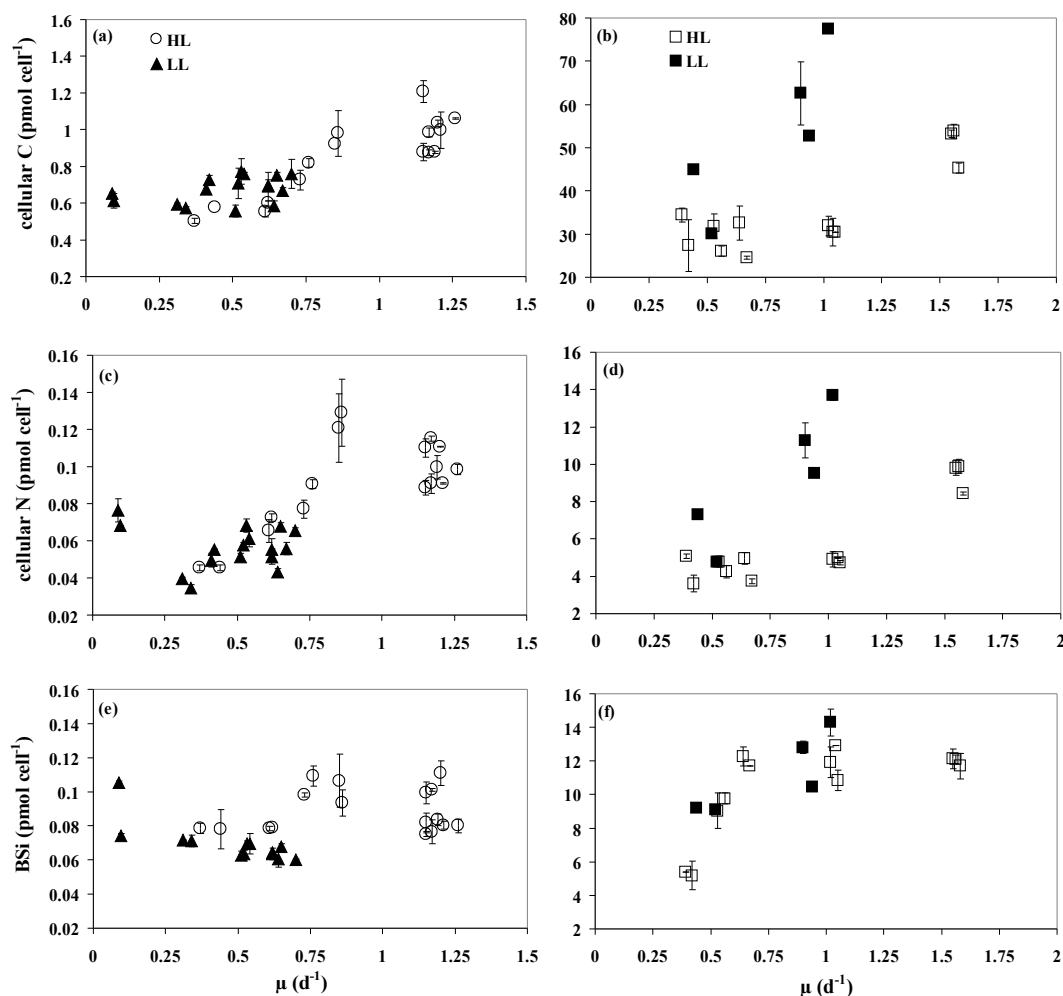 (a)
HL
LL
cellular C (pmol cell-1)
1.6
1.4
1.2
1
0.8
0.6
0.4
0.2
0 0.25 0.5 0.75 1 1.25 1.5
(b)
HL
LL
80
70
60
50
40
30
20
0 0.25 0.5 0.75 1 1.25 1.5 1.75 2
(c)
cellular N (pmol cell-1)
0.16
0.14
0.12
0.10
0.08
0.06
0.04
0.02
0 0.25 0.5 0.75 1 1.25 1.5
(d)
16
14
12
10
8
6
4
2
0 0.25 0.5 0.75 1 1.25 1.5 1.75 2
(e)
BSi (pmol cell-1)
0.16
0.14
0.12
0.10
0.08
0.06
0.04
0.02
0 0.25 0.5 0.75 1 1.25 1.5
μ (d-1)
(f)
16
14
12
10
8
6
4
2
0 0.25 0.5 0.75 1 1.25 1.5 1.75 2
μ (d-1)